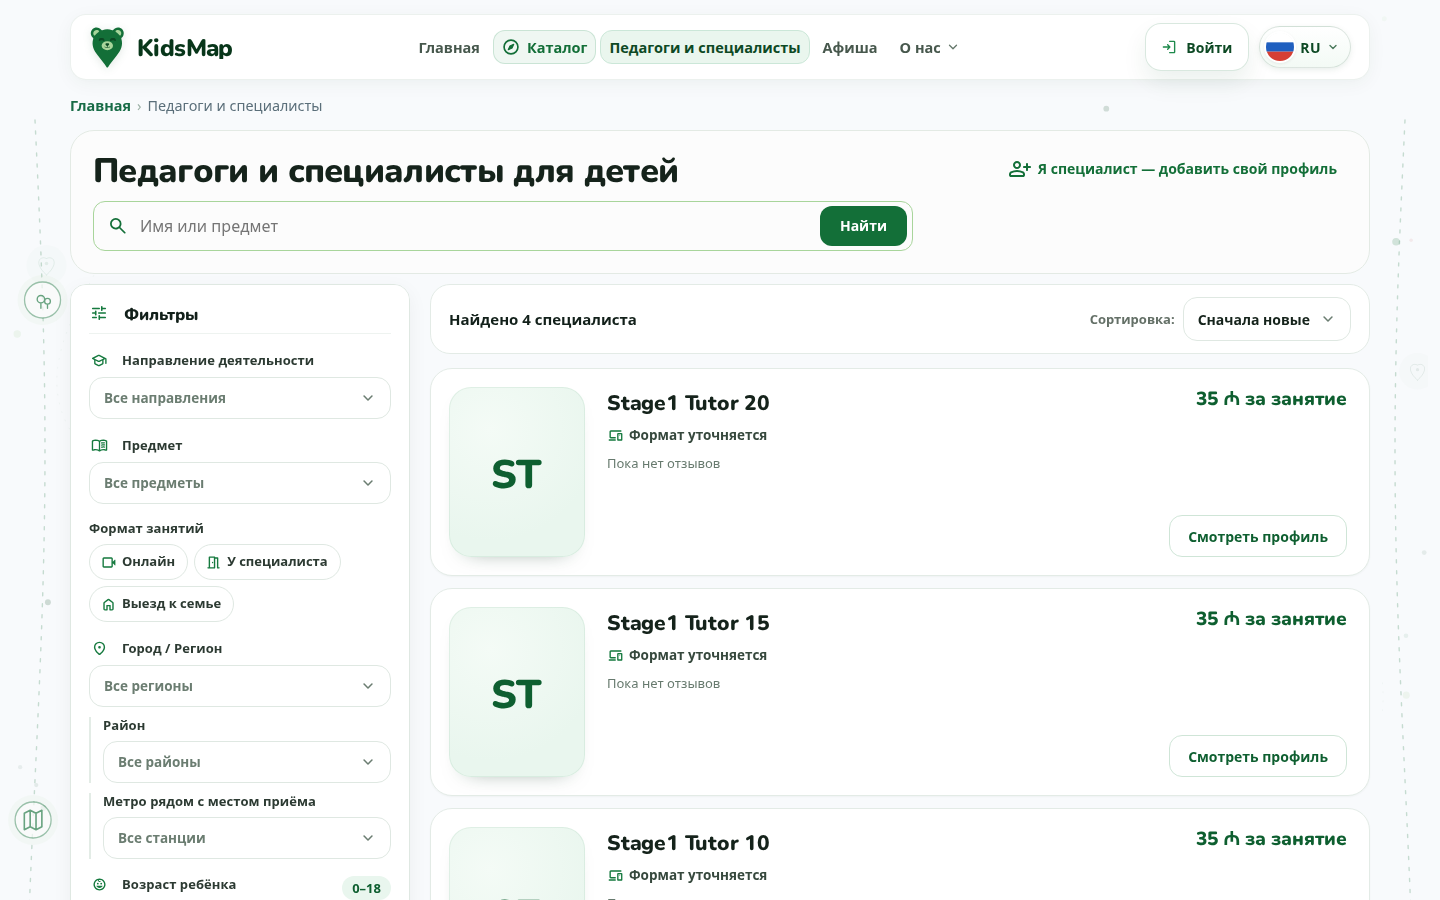 KidsMap
Главная
Каталог
Педагоги и специалисты
Афиша
О нас
Войти
RU
Главная › Педагоги и специалисты
Педагоги и специалисты для детей
Я специалист — добавить свой профиль
Имя или предмет
Найти
Фильтры
Направление деятельности
Все направления
Предмет
Все предметы
Формат занятий
Онлайн
У специалиста
Выезд к семье
Город / Регион
Все регионы
Район
Все районы
Метро рядом с местом приёма
Все станции
Возраст ребёнка
0–18
Найдено 4 специалиста
Сортировка:
Сначала новые
ST
Stage1 Tutor 20
35 ₼ за занятие
Формат уточняется
Пока нет отзывов
Смотреть профиль
ST
Stage1 Tutor 15
35 ₼ за занятие
Формат уточняется
Пока нет отзывов
Смотреть профиль
Stage1 Tutor 10
35 ₼ за занятие
Формат уточняется